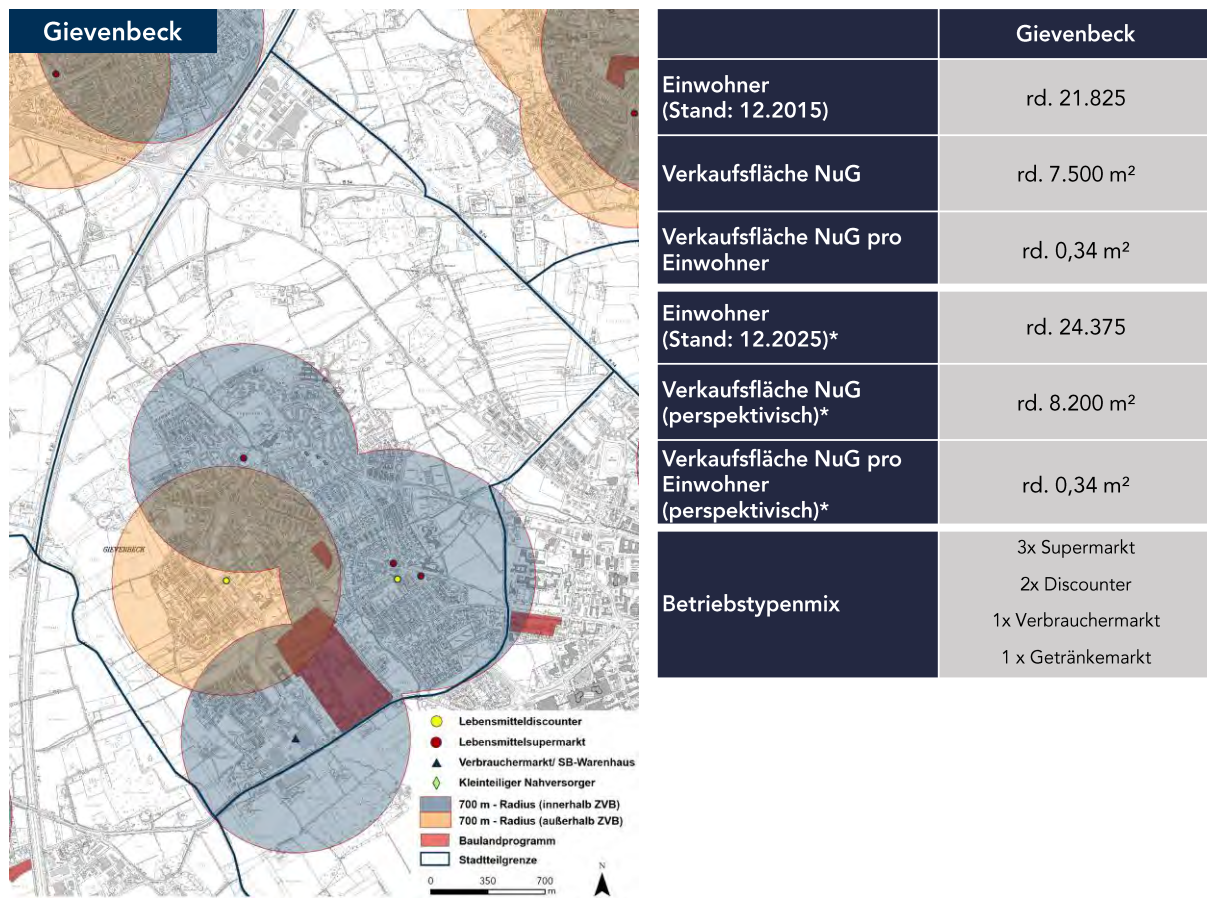 Gievenbeck
GIEVENBECK
Lebensmitteldiscounter
Lebensmittelsupermarkt
Verbrauchermarkt/ SB-Warenhaus
Kleinteiliger Nahversorger
700 m - Radius (innerhalb ZVB)
700 m - Radius (außerhalb ZVB)
Baulandprogramm
Stadtteilgrenze
N
0 350 700
m
Gievenbeck
Einwohner
(Stand: 12.2015)
rd. 21.825
Verkaufsfläche NuG
rd. 7.500 m²
Verkaufsfläche NuG pro
Einwohner
rd. 0,34 m²
Einwohner
(Stand: 12.2025)*
rd. 24.375
Verkaufsfläche NuG
(perspektivisch)*
rd. 8.200 m²
Verkaufsfläche NuG pro
Einwohner
(perspektivisch)*
rd. 0,34 m²
Betriebstypenmix
3x Supermarkt
2x Discounter
1x Verbrauchermarkt
1 x Getränkemarkt